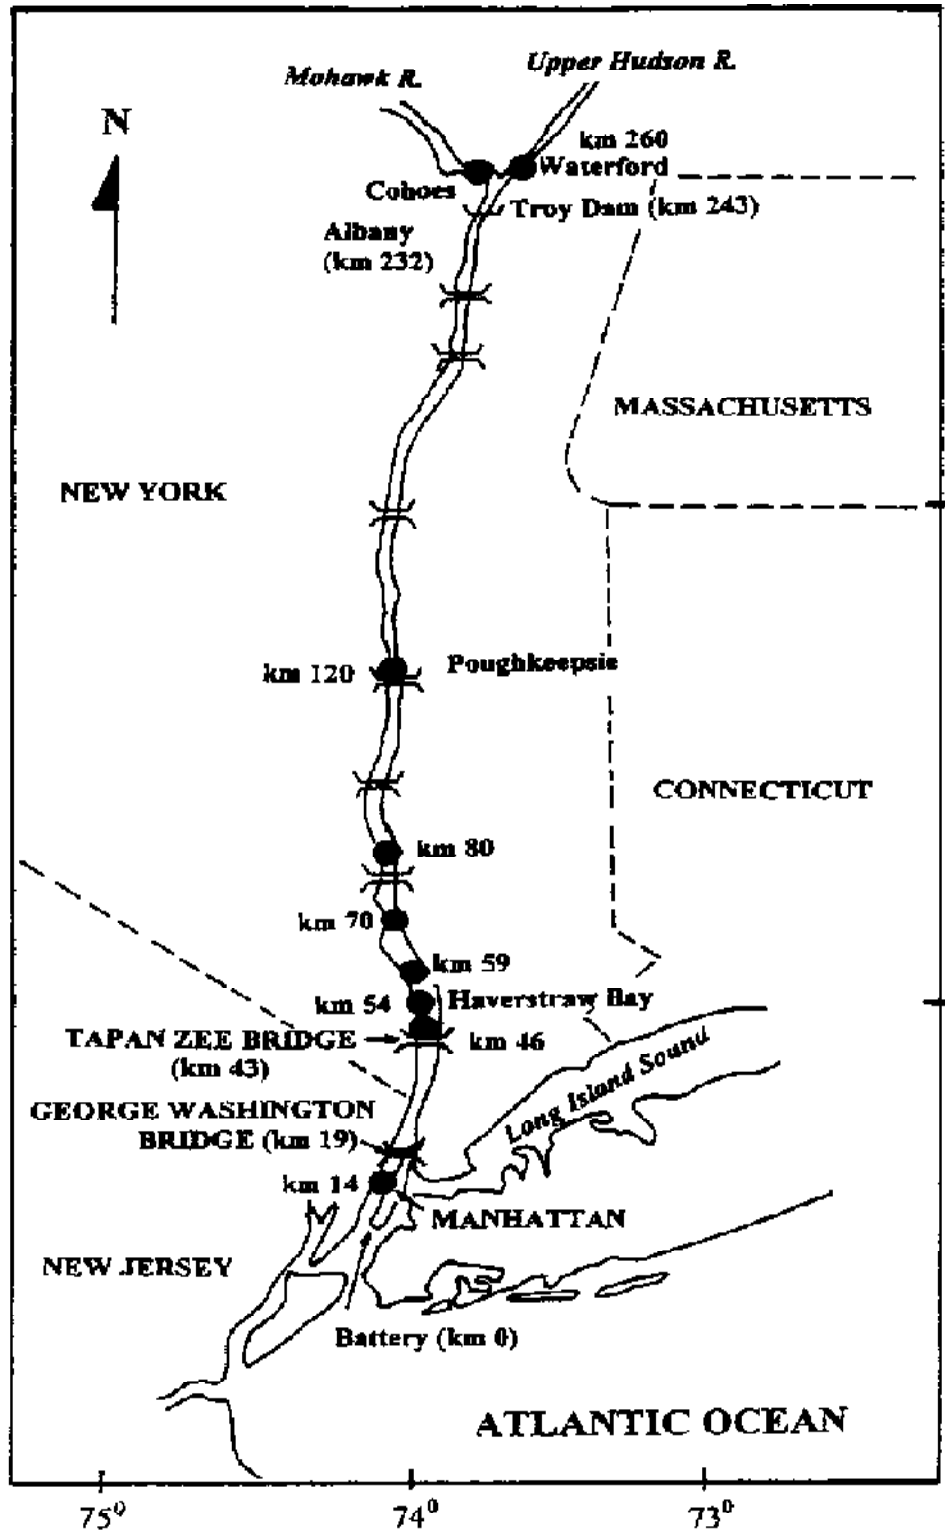 Mohawk R.
Upper Hudson R.
N
km 260
Waterford
Cohoes
Troy Dam (km 243)
Albany
(km 232)
MASSACHUSETTS
NEW YORK
km 120
Poughkeepsie
CONNECTICUT
km 80
km 70
km 59
km 54
Haverstraw Bay
TAPAN ZEE BRIDGE
(km 43)
km 46
Long Island Sound
GEORGE WASHINGTON
BRIDGE (km 19)
km 14
MANHATTAN
NEW JERSEY
Battery (km 0)
ATLANTIC OCEAN
75⁰
74⁰
73⁰